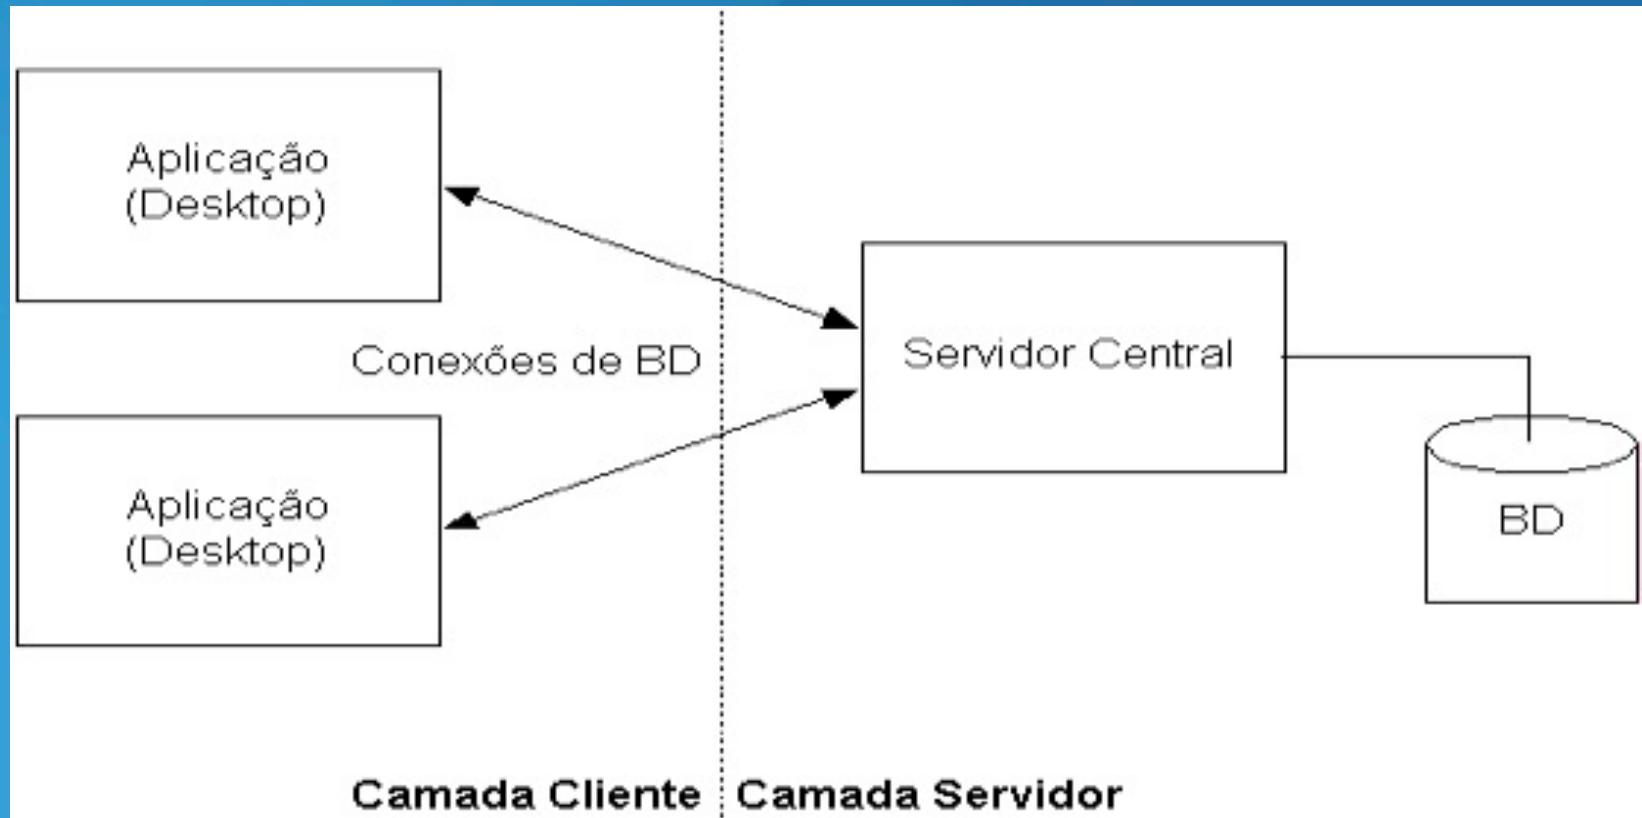 Aplicação
(Desktop)
Conexões de BD
Servidor Central
Aplicação
(Desktop)
BD
Camada Cliente
Camada Servidor